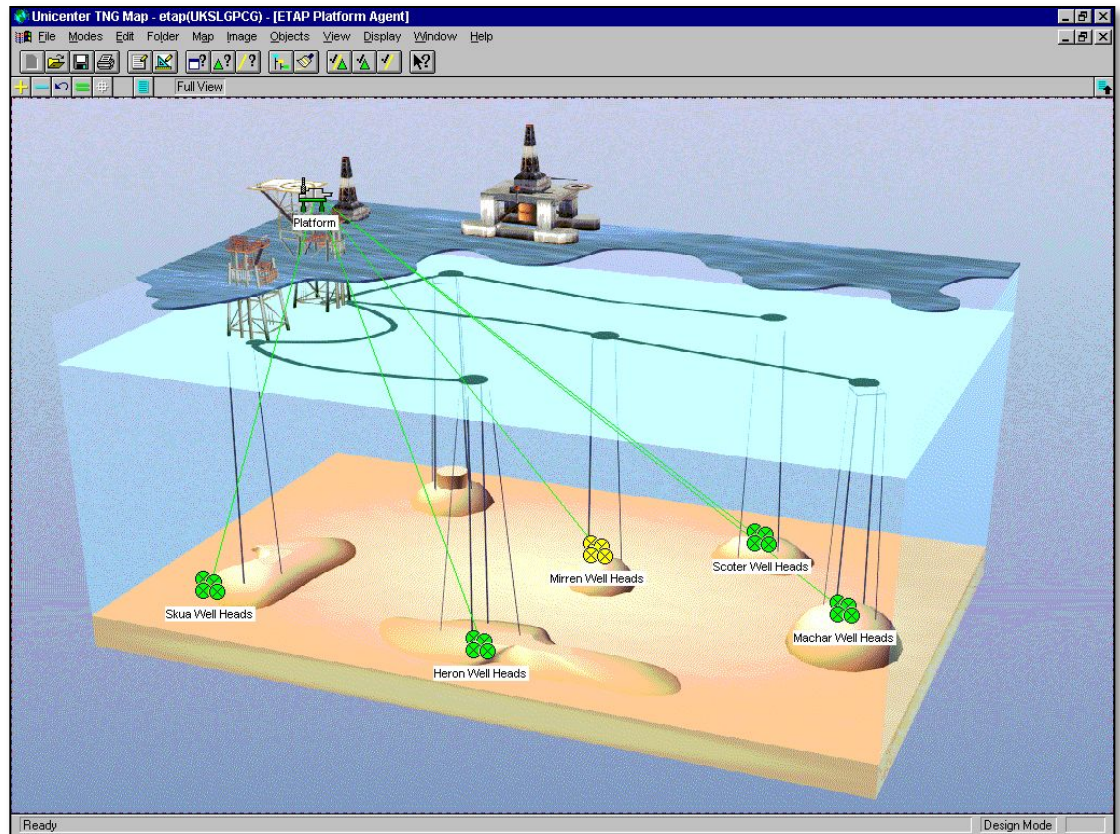 Unicenter TNG Map - etap(UKSLGPCG) - [ETAP Platform Agent]
File Modes Edit Folder Map Image Objects View Display Window Help
Full View
Platform
Mirren Well Heads
Scoter Well Heads
Skua Well Heads
Machar Well Heads
Heron Well Heads
Ready
Design Mode